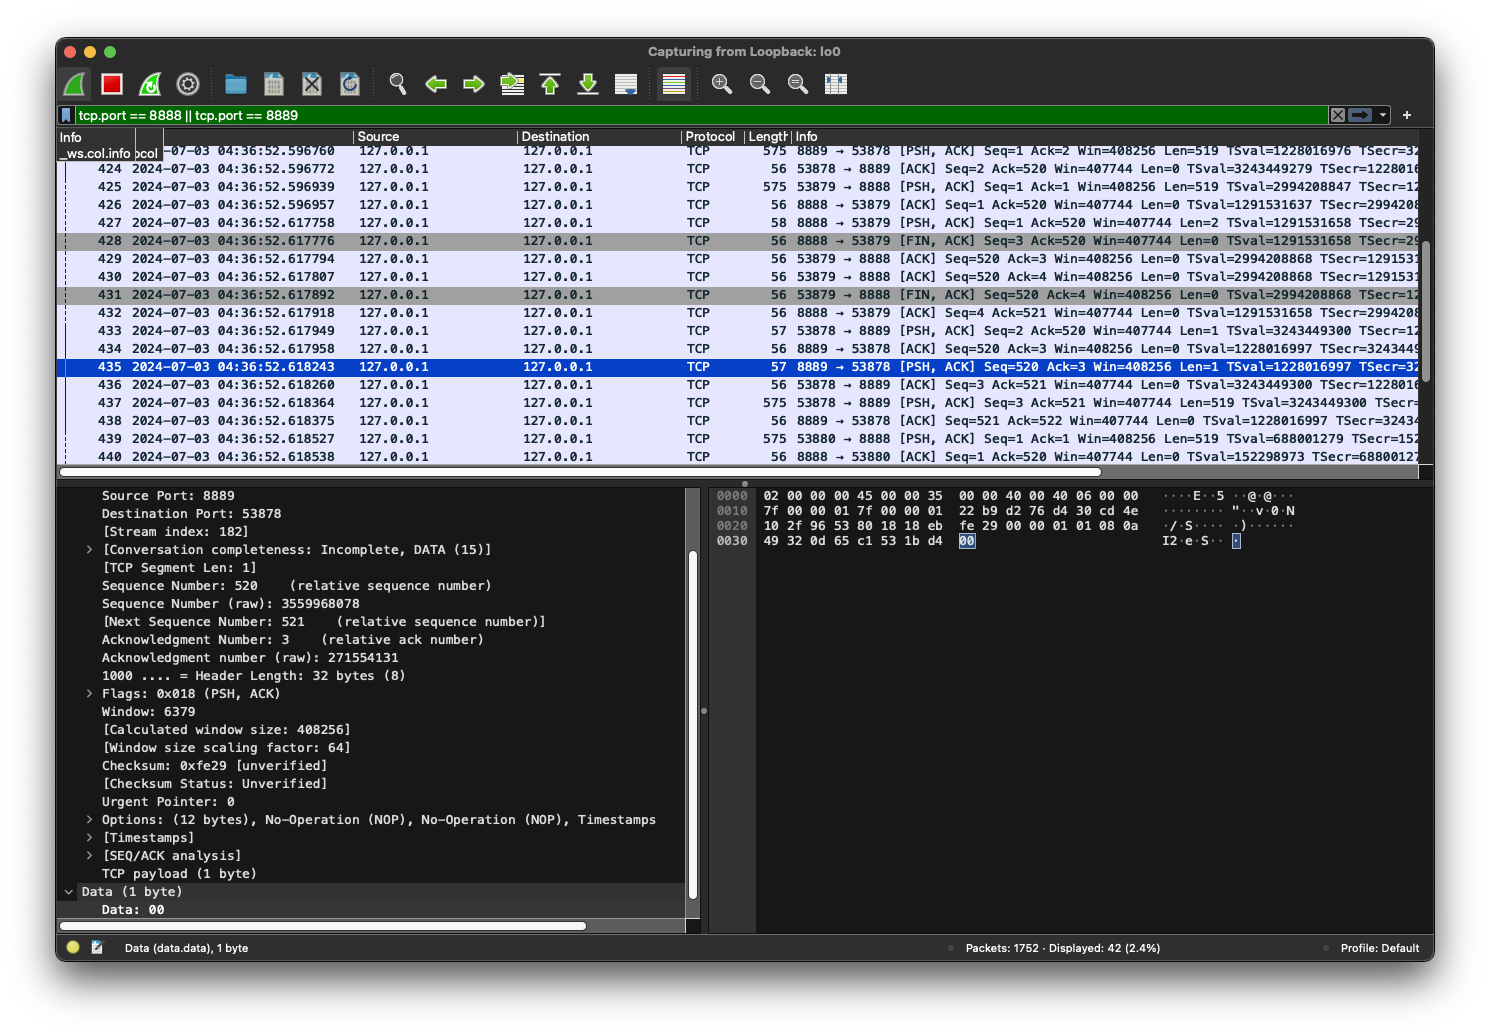 Capturing from Loopback: lo0
tcp.port == 8888 || tcp.port == 8889
Info Source Destination Protocol Length Info
_ws.col.info ocol -07-03 04:36:52.596760 127.0.0.1 127.0.0.1 TCP 575 8889 → 53878 [PSH, ACK] Seq=1 Ack=2 Win=408256 Len=519 TSval=1228016976 TSecr=32
424 2024-07-03 04:36:52.596772 127.0.0.1 127.0.0.1 TCP 56 53878 → 8889 [ACK] Seq=2 Ack=520 Win=407744 Len=0 TSval=3243449279 TSecr=122801
425 2024-07-03 04:36:52.596939 127.0.0.1 127.0.0.1 TCP 575 53879 → 8888 [PSH, ACK] Seq=1 Ack=1 Win=408256 Len=519 TSval=2994208847 TSecr=12
426 2024-07-03 04:36:52.596957 127.0.0.1 127.0.0.1 TCP 56 8888 → 53879 [ACK] Seq=1 Ack=520 Win=407744 Len=0 TSval=1291531637 TSecr=2994208
427 2024-07-03 04:36:52.617758 127.0.0.1 127.0.0.1 TCP 58 8888 → 53879 [PSH, ACK] Seq=1 Ack=520 Win=407744 Len=2 TSval=1291531658 TSecr=29
428 2024-07-03 04:36:52.617776 127.0.0.1 127.0.0.1 TCP 56 8888 → 53879 [FIN, ACK] Seq=3 Ack=520 Win=407744 Len=0 TSval=1291531658 TSecr=29
429 2024-07-03 04:36:52.617794 127.0.0.1 127.0.0.1 TCP 56 53879 → 8888 [ACK] Seq=520 Ack=3 Win=408256 Len=0 TSval=2994208868 TSecr=1291531
430 2024-07-03 04:36:52.617807 127.0.0.1 127.0.0.1 TCP 56 53879 → 8888 [ACK] Seq=520 Ack=4 Win=408256 Len=0 TSval=2994208868 TSecr=1291531
431 2024-07-03 04:36:52.617892 127.0.0.1 127.0.0.1 TCP 56 53879 → 8888 [FIN, ACK] Seq=520 Ack=4 Win=408256 Len=0 TSval=2994208868 TSecr=12
432 2024-07-03 04:36:52.617918 127.0.0.1 127.0.0.1 TCP 56 8888 → 53879 [ACK] Seq=4 Ack=521 Win=407744 Len=0 TSval=1291531658 TSecr=2994208
433 2024-07-03 04:36:52.617949 127.0.0.1 127.0.0.1 TCP 57 53878 → 8889 [PSH, ACK] Seq=2 Ack=520 Win=407744 Len=1 TSval=3243449300 TSecr=12
434 2024-07-03 04:36:52.617958 127.0.0.1 127.0.0.1 TCP 56 8889 → 53878 [ACK] Seq=520 Ack=3 Win=408256 Len=0 TSval=1228016997 TSecr=3243449
435 2024-07-03 04:36:52.618243 127.0.0.1 127.0.0.1 TCP 57 8889 → 53878 [PSH, ACK] Seq=520 Ack=3 Win=408256 Len=1 TSval=1228016997 TSecr=32
436 2024-07-03 04:36:52.618260 127.0.0.1 127.0.0.1 TCP 56 53878 → 8889 [ACK] Seq=3 Ack=521 Win=407744 Len=0 TSval=3243449300 TSecr=122801
437 2024-07-03 04:36:52.618364 127.0.0.1 127.0.0.1 TCP 575 53878 → 8889 [PSH, ACK] Seq=3 Ack=521 Win=407744 Len=519 TSval=3243449300 TSecr=
438 2024-07-03 04:36:52.618375 127.0.0.1 127.0.0.1 TCP 56 8889 → 53878 [ACK] Seq=521 Ack=522 Win=407744 Len=0 TSval=1228016997 TSecr=32434
439 2024-07-03 04:36:52.618527 127.0.0.1 127.0.0.1 TCP 575 53880 → 8888 [PSH, ACK] Seq=1 Ack=1 Win=408256 Len=519 TSval=688001279 TSecr=152
440 2024-07-03 04:36:52.618538 127.0.0.1 127.0.0.1 TCP 56 8888 → 53880 [ACK] Seq=1 Ack=520 Win=407744 Len=0 TSval=152298973 TSecr=6880012
Source Port: 8889
Destination Port: 53878
[Stream index: 182]
[Conversation completeness: Incomplete, DATA (15)]
[TCP Segment Len: 1]
Sequence Number: 520 (relative sequence number)
Sequence Number (raw): 3559968078
[Next Sequence Number: 521 (relative sequence number)]
Acknowledgment Number: 3 (relative ack number)
Acknowledgment number (raw): 271554131
1000 .... = Header Length: 32 bytes (8)
Flags: 0x018 (PSH, ACK)
Window: 6379
[Calculated window size: 408256]
[Window size scaling factor: 64]
Checksum: 0xfe29 [unverified]
[Checksum Status: Unverified]
Urgent Pointer: 0
Options: (12 bytes), No-Operation (NOP), No-Operation (NOP), Timestamps
[Timestamps]
[SEQ/ACK analysis]
TCP payload (1 byte)
Data (1 byte)
Data: 00
0000 02 00 00 00 45 00 00 35 00 00 40 00 40 06 00 00 ····E··5 ··@·@···
0010 7f 00 00 01 7f 00 00 01 22 b9 d2 76 d4 30 cd 4e ········ "··v·0·N
0020 10 2f 96 53 80 18 18 eb fe 29 00 00 01 01 08 0a ·/·S···· ·)······
0030 49 32 0d 65 c1 53 1b d4 00 I2·e·S·· ·
Data (data.data), 1 byte
Packets: 1752 · Displayed: 42 (2.4%)
Profile: Default